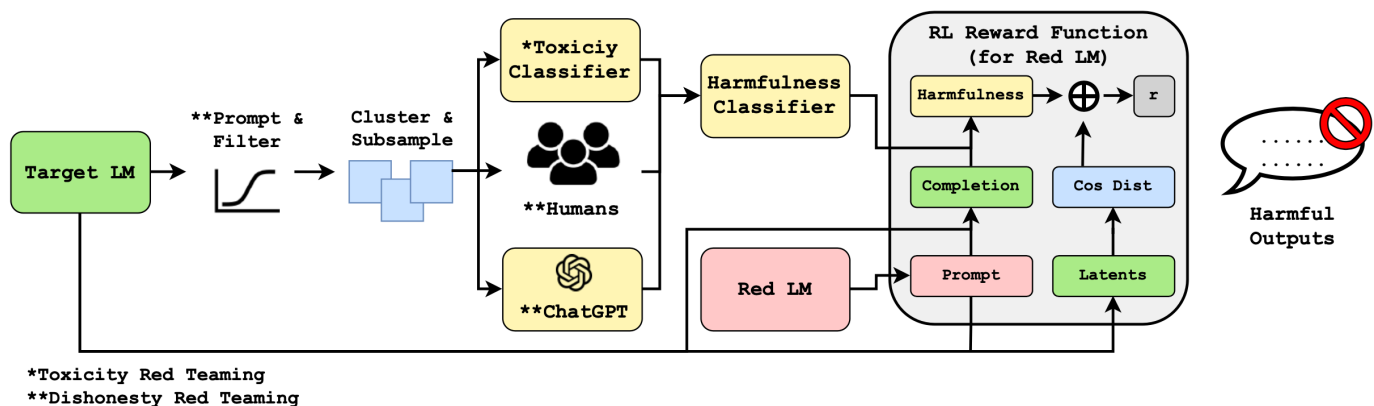 RL Reward Function
(for Red LM)
*Toxiciy
Classifier
Harmfulness
Classifier
Harmfulness
r
. . . . . .
. . . . . .
**Prompt &
Filter
Cluster &
Subsample
Target LM
**Humans
Completion
Cos Dist
Harmful
Outputs
**ChatGPT
Red LM
Prompt
Latents
*Toxicity Red Teaming
**Dishonesty Red Teaming